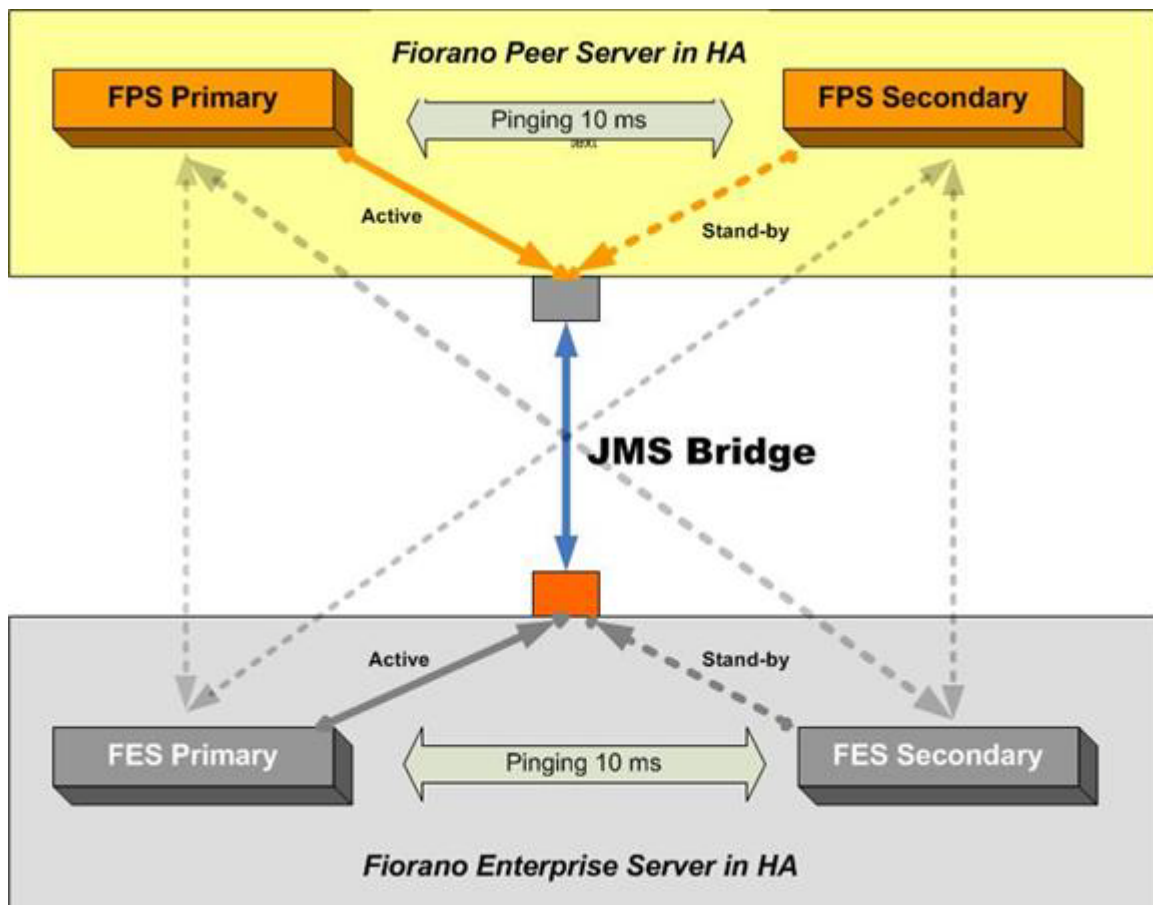 Fiorano Peer Server in HA
FPS Primary
FPS Secondary
Pinging 10 ms
Active
Stand-by
JMS Bridge
Active
Stand-by
FES Primary
FES Secondary
Pinging 10 ms
Fiorano Enterprise Server in HA